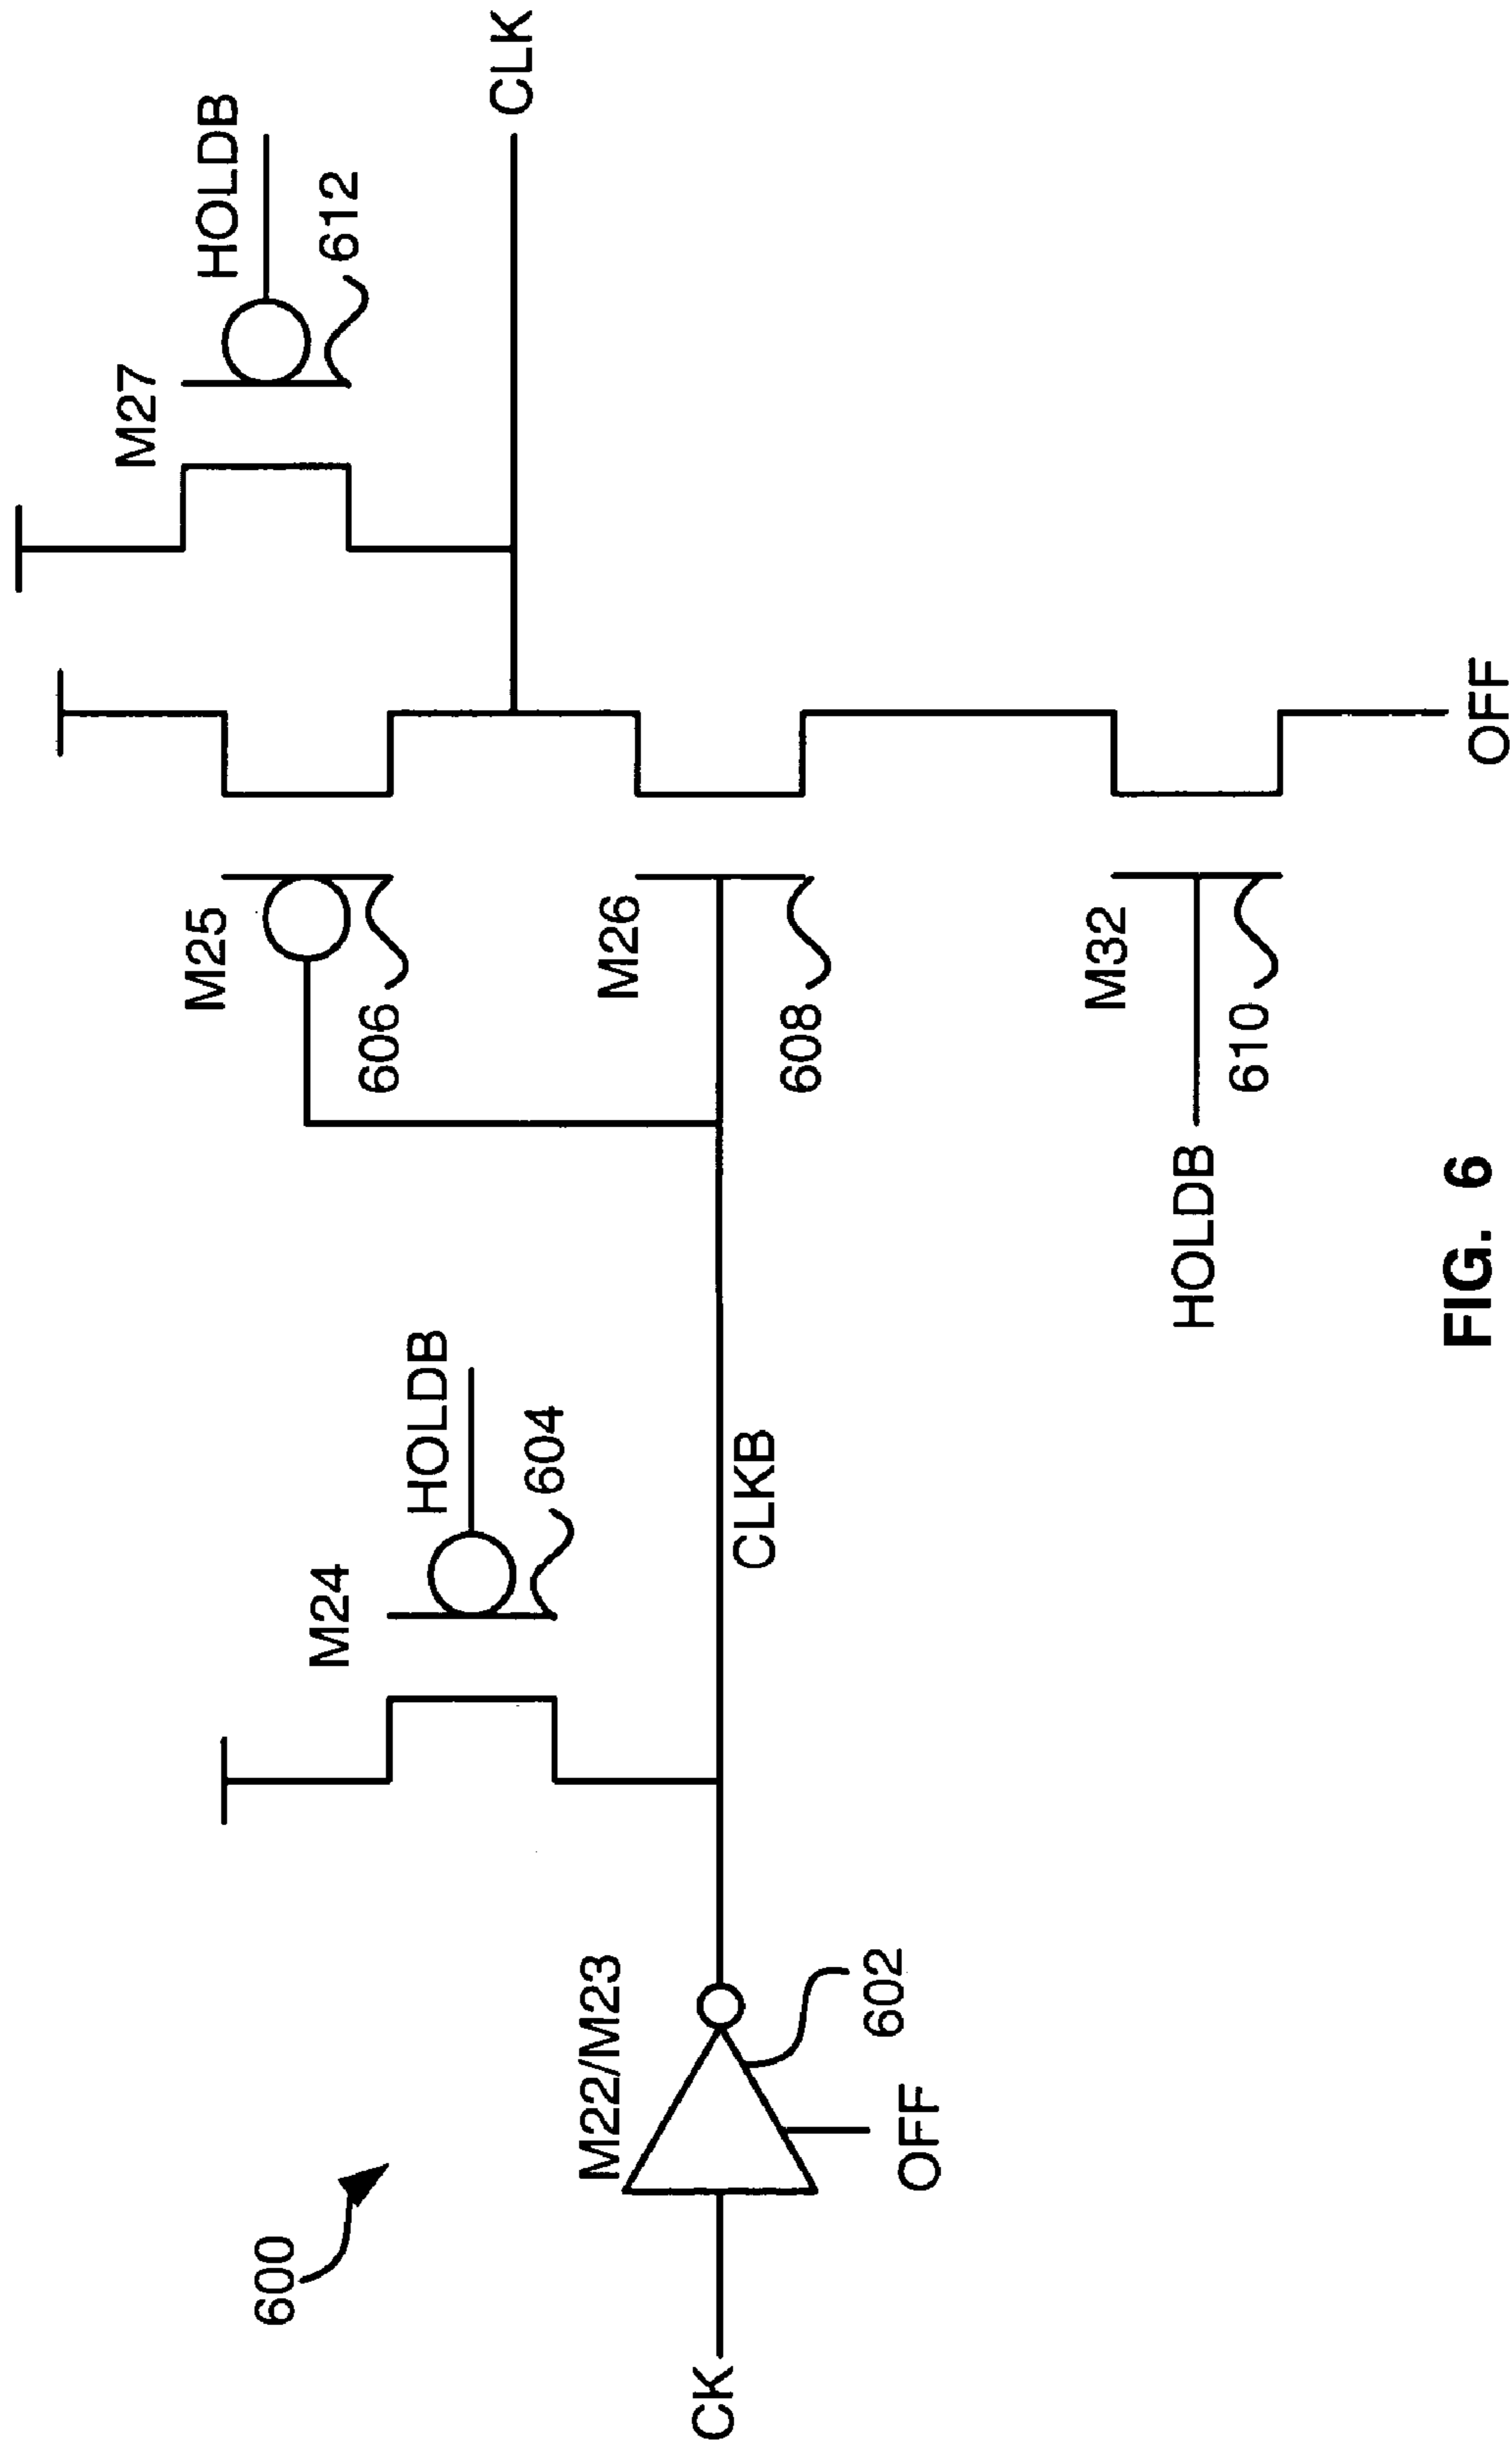 600
CK
M22/M23
602
OFF
M24
HOLDB
604
CLKB
M25
606
M26
608
M32
HOLDB
610
OFF
M27
HOLDB
612
CLK
FIG. 6